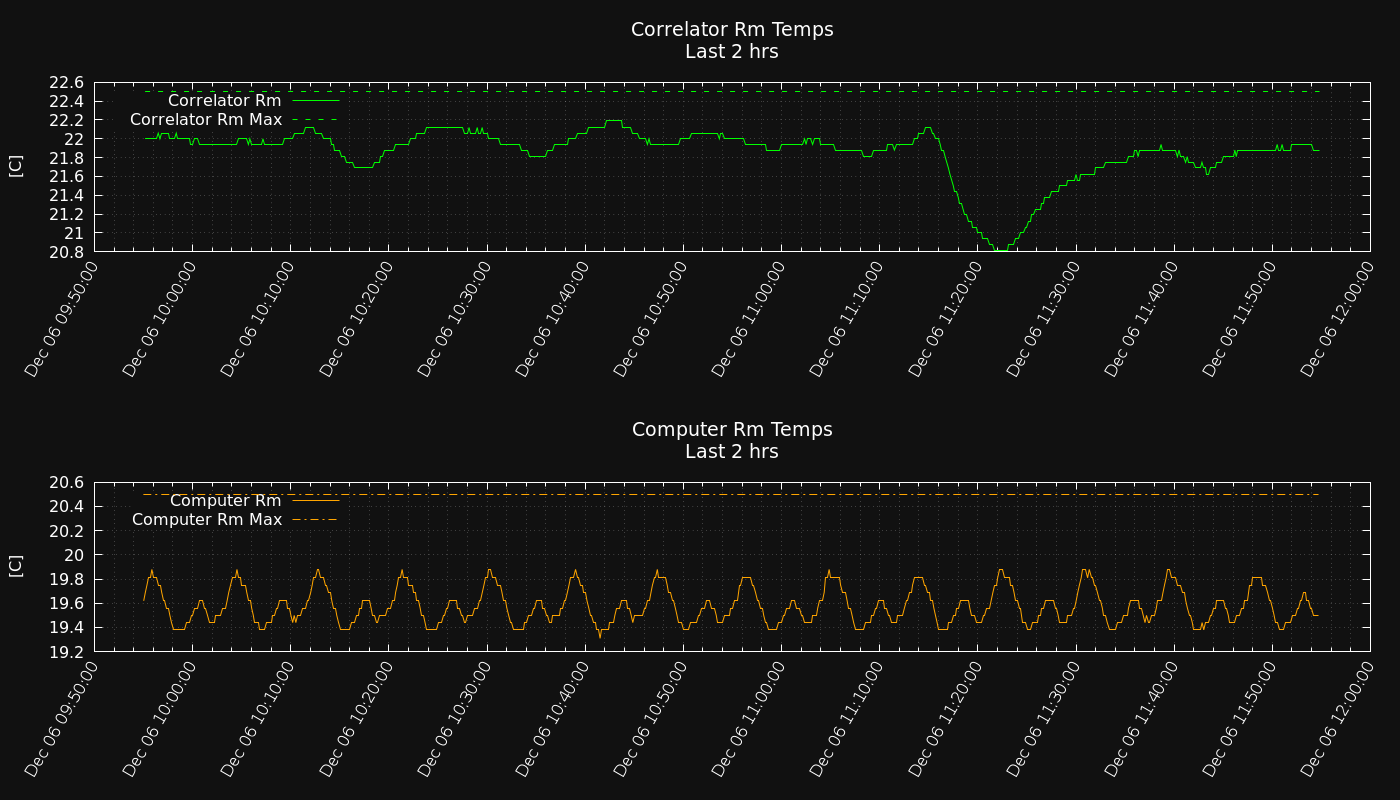 Correlator Rm Temps
Last 2 hrs
22.6
22.4
22.2
22
21.8
21.6
21.4
21.2
21
20.8
[C]
Correlator Rm
Correlator Rm Max
Dec 06 09:50:00
Dec 06 10:00:00
Dec 06 10:10:00
Dec 06 10:20:00
Dec 06 10:30:00
Dec 06 10:40:00
Dec 06 10:50:00
Dec 06 11:00:00
Dec 06 11:10:00
Dec 06 11:20:00
Dec 06 11:30:00
Dec 06 11:40:00
Dec 06 11:50:00
Dec 06 12:00:00
Computer Rm Temps
Last 2 hrs
20.6
20.4
20.2
20
19.8
19.6
19.4
19.2
[C]
Computer Rm
Computer Rm Max
Dec 06 09:50:00
Dec 06 10:00:00
Dec 06 10:10:00
Dec 06 10:20:00
Dec 06 10:30:00
Dec 06 10:40:00
Dec 06 10:50:00
Dec 06 11:00:00
Dec 06 11:10:00
Dec 06 11:20:00
Dec 06 11:30:00
Dec 06 11:40:00
Dec 06 11:50:00
Dec 06 12:00:00